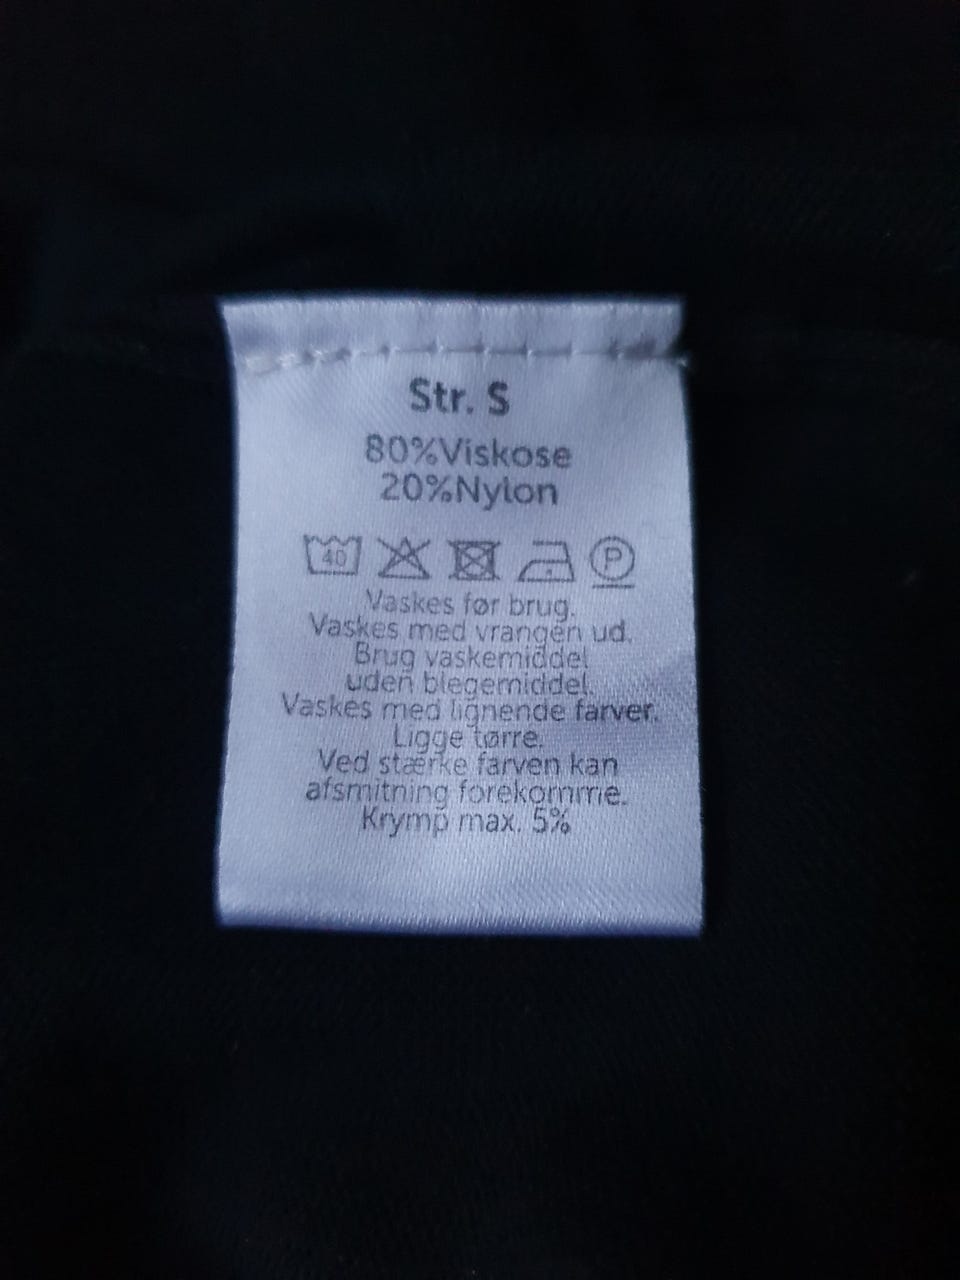 Str. S
80%Viskose
20%Nylon
40 P
Vaskes før brug.
Vaskes med vrangen ud.
Brug vaskemiddel
uden blegemiddel.
Vaskes med lignende farver.
Ligge tørre.
Ved stærke farven kan
afsmitning forekomme.
Krymp max. 5%